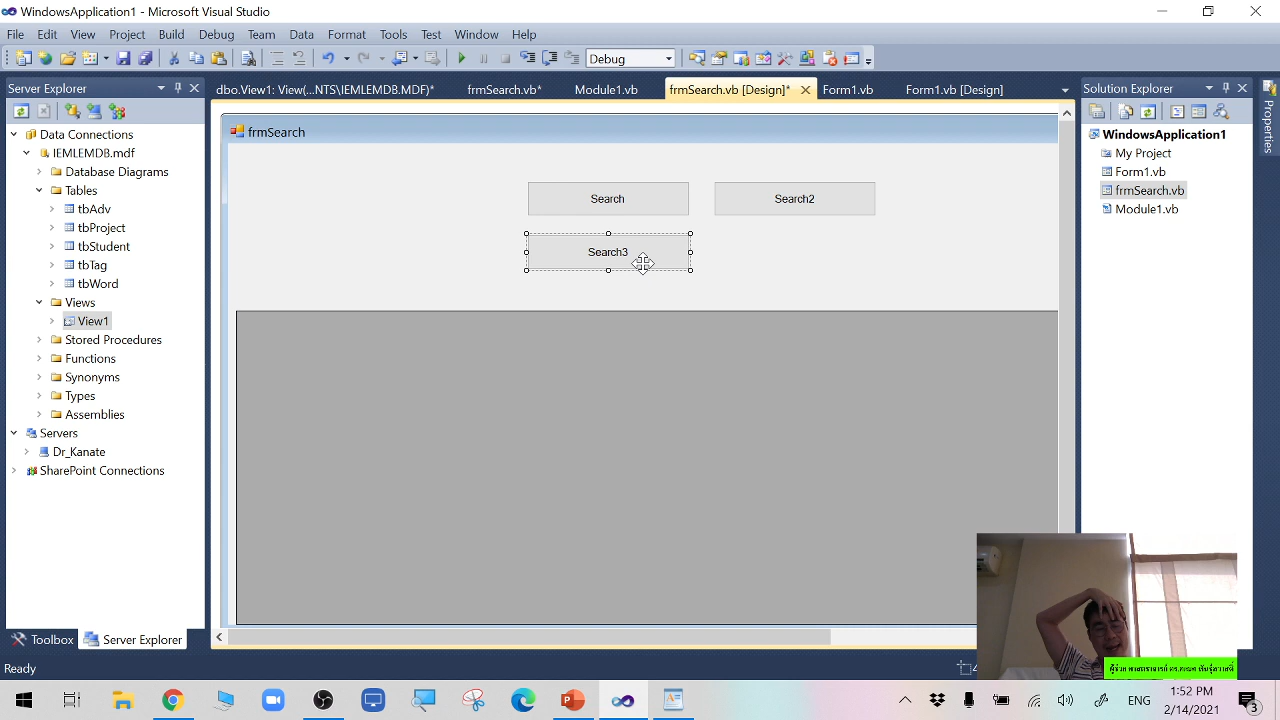 WindowsApplication1 - Microsoft Visual Studio
File Edit View Project Build Debug Team Data Format Tools Test Window Help
Debug
Server Explorer
Data Connections
IEMLEMDB.mdf
Database Diagrams
Tables
tbAdv
tbProject
tbStudent
tbTag
tbWord
Views
View1
Stored Procedures
Functions
Synonyms
Types
Assemblies
Servers
Dr_Kanate
SharePoint Connections
Toolbox Server Explorer
dbo.View1: View(...NTS\IEMLEMDB.MDF)* frmSearch.vb* Module1.vb frmSearch.vb [Design]* Form1.vb Form1.vb [Design]
frmSearch
Search Search2
Search3
Solution Explorer
WindowsApplication1
My Project
Form1.vb
frmSearch.vb
Module1.vb
Properties
Ready
ENG
1:52 PM
2/14/2021
3